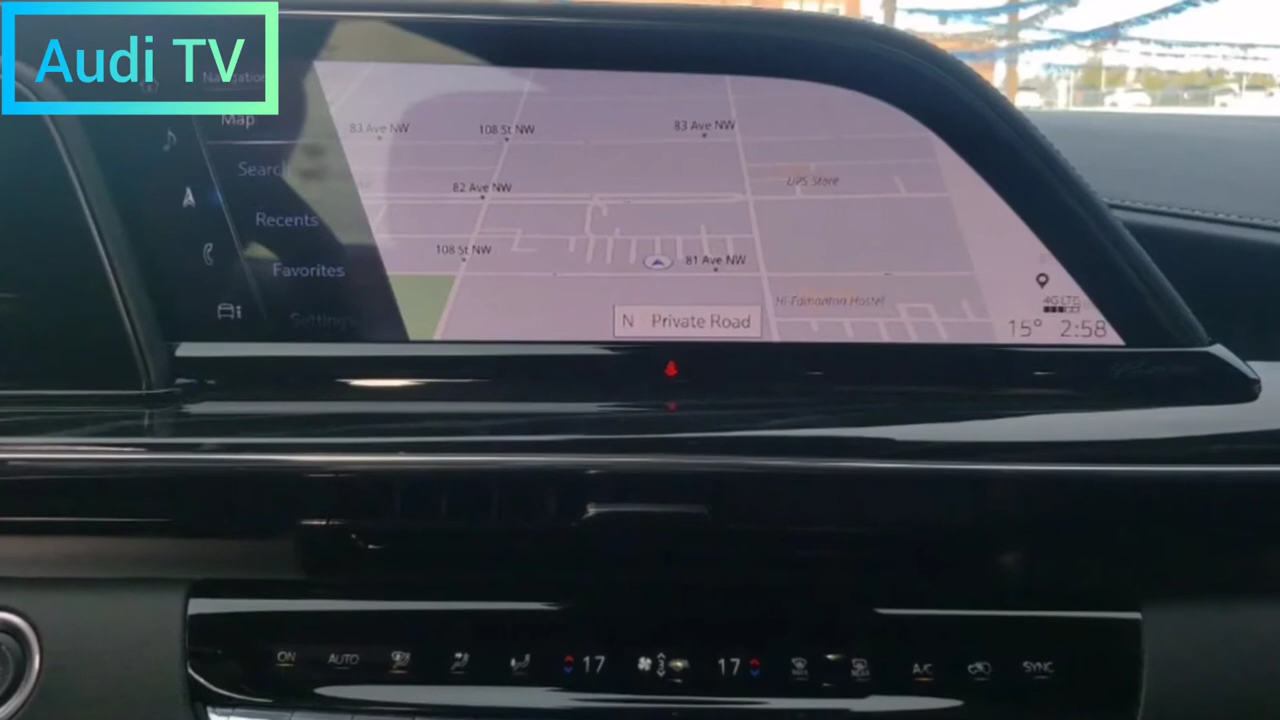 Audi TV
Navigation
Map
Search
Recents
Favorites
Settings
83 Ave NW
108 St NW
83 Ave NW
UPS Store
82 Ave NW
108 St NW
81 Ave NW
Hi-Edmonton Hostel
N Private Road
4G LTE
15° 2:58
ON
AUTO
17
17
A/C
SYNC